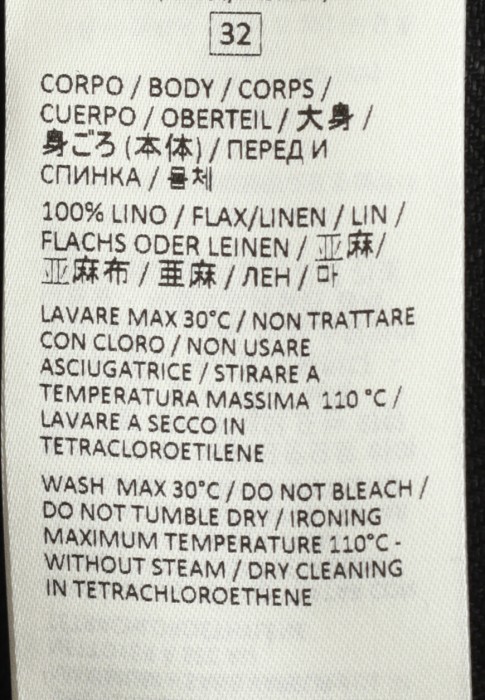 32
CORPO / BODY / CORPS /
CUERPO / OBERTEIL / 大身 /
身ごろ (本体) / ПЕРЕД И
СПИНКА / 몸체
100% LINO / FLAX/LINEN / LIN /
FLACHS ODER LEINEN / 亚麻/
亚麻布 / 亜麻 / ЛЕН / 마
LAVARE MAX 30°C / NON TRATTARE
CON CLORO / NON USARE
ASCIUGATRICE / STIRARE A
TEMPERATURA MASSIMA 110 °C /
LAVARE A SECCO IN
TETRACLOROETILENE
WASH MAX 30°C / DO NOT BLEACH /
DO NOT TUMBLE DRY / IRONING
MAXIMUM TEMPERATURE 110°C -
WITHOUT STEAM / DRY CLEANING
IN TETRACHLOROETHENE